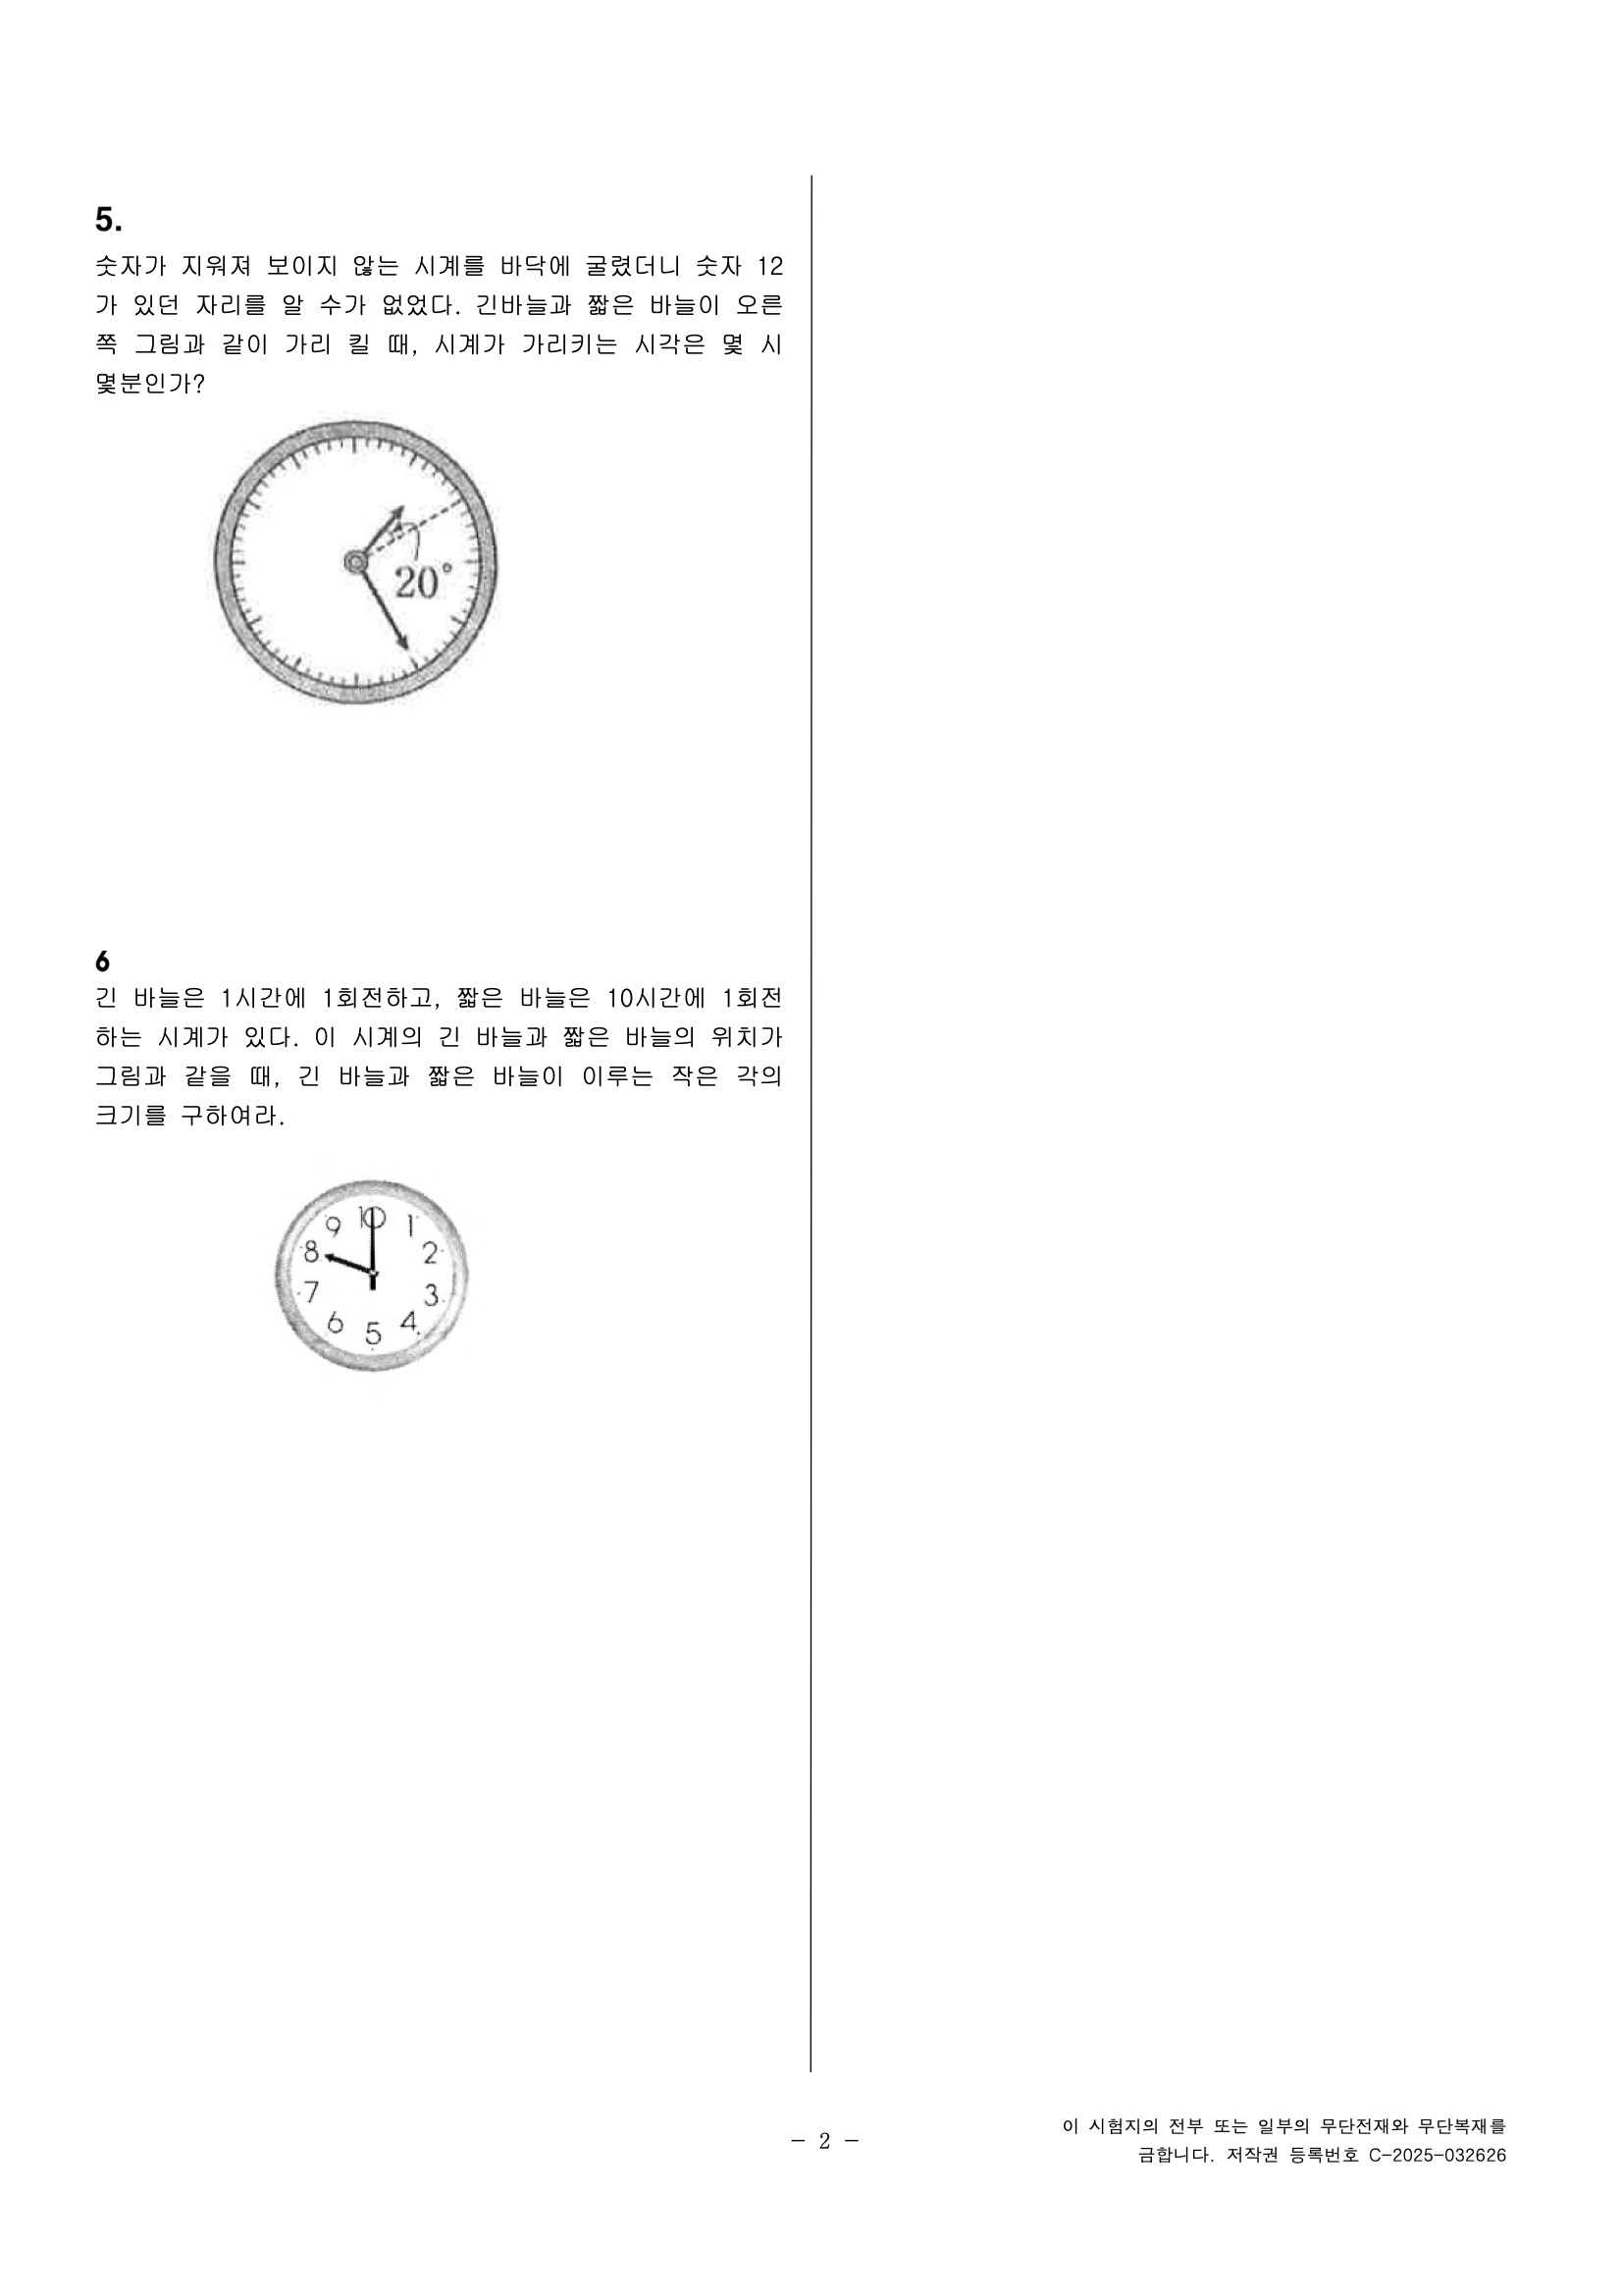 5.
숫자가 지워져 보이지 않는 시계를 바닥에 굴렸더니 숫자 12
가 있던 자리를 알 수가 없었다. 긴바늘과 짧은 바늘이 오른
쪽 그림과 같이 가리 킬 때, 시계가 가리키는 시각은 몇 시
몇분인가?
20°
6
긴 바늘은 1시간에 1회전하고, 짧은 바늘은 10시간에 1회전
하는 시계가 있다. 이 시계의 긴 바늘과 짧은 바늘의 위치가
그림과 같을 때, 긴 바늘과 짧은 바늘이 이루는 작은 각의
크기를 구하여라.
9 10 1
8 2
7 3
6 5 4
- 2 -
이 시험지의 전부 또는 일부의 무단전재와 무단복재를
금합니다. 저작권 등록번호 C-2025-032626